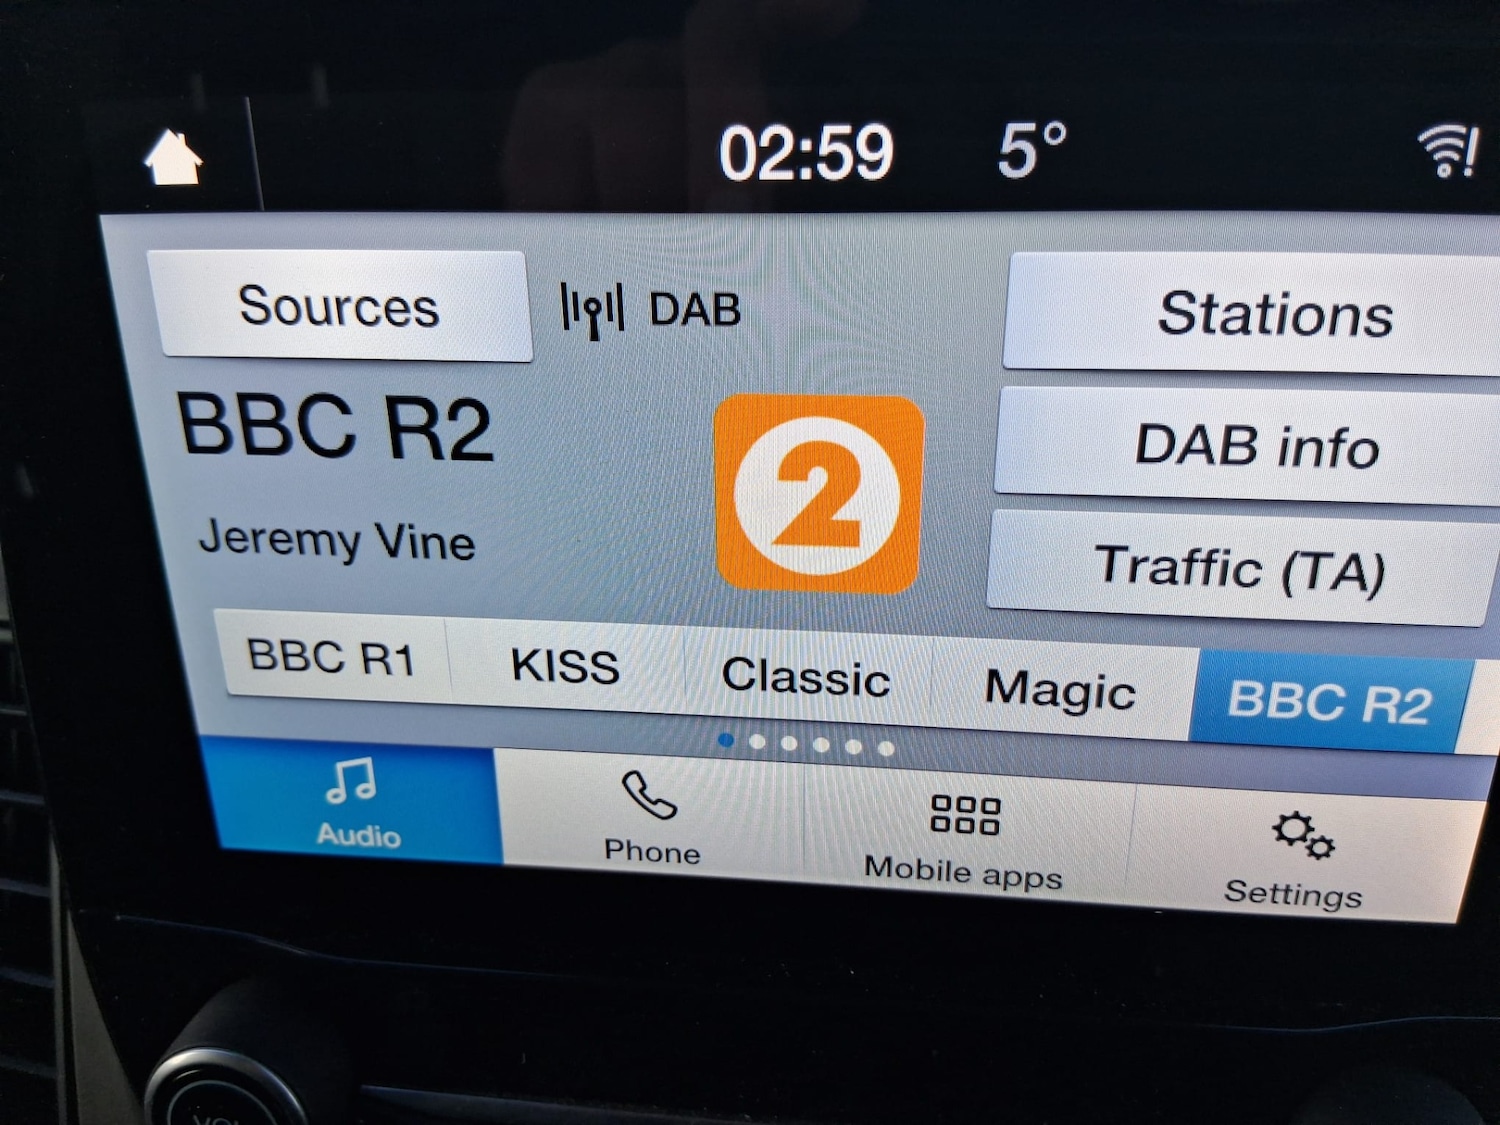 02:59 5°
Sources DAB Stations
BBC R2
2
DAB info
Jeremy Vine
Traffic (TA)
BBC R1 KISS Classic Magic BBC R2
Audio Phone Mobile apps Settings